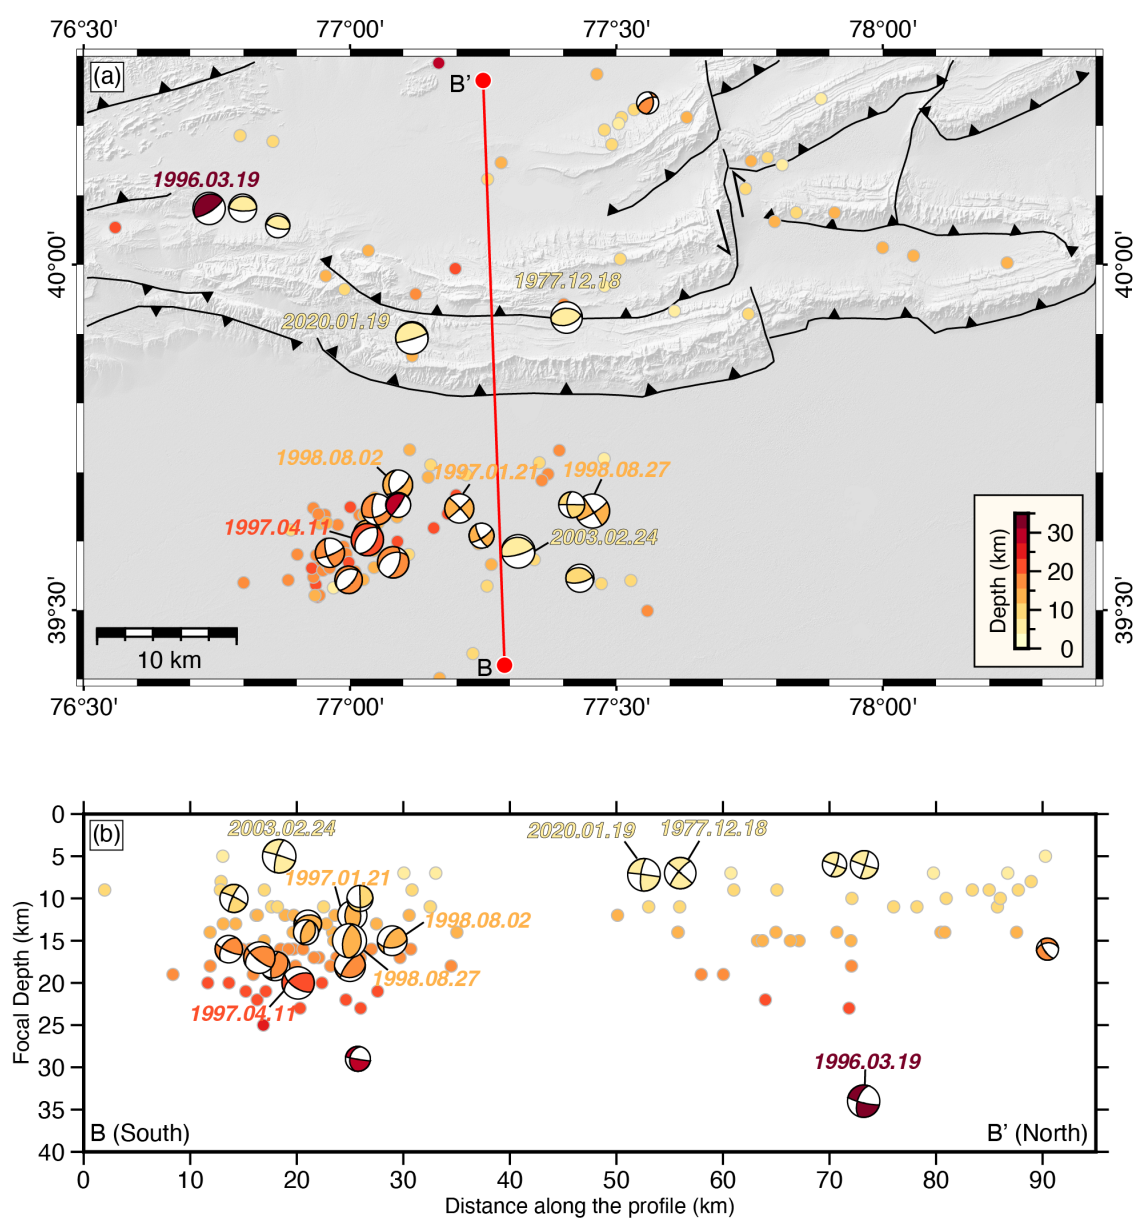 76°30' 77°00' 77°30' 78°00'
(a)
B’
1996.03.19
40°00' 40°00'
1977.12.18
2020.01.19
1998.08.02
1997.01.21
1998.08.27
1997.04.11
2003.02.24
39°30' 39°30'
Depth (km)
30
20
10
0
10 km
B
76°30' 77°00' 77°30' 78°00'
(b)
0
5
10
15
20
25
30
35
40
Focal Depth (km)
2003.02.24
2020.01.19
1977.12.18
1997.01.21
1998.08.02
1998.08.27
1997.04.11
1996.03.19
B (South)
B’ (North)
0 10 20 30 40 50 60 70 80 90
Distance along the profile (km)